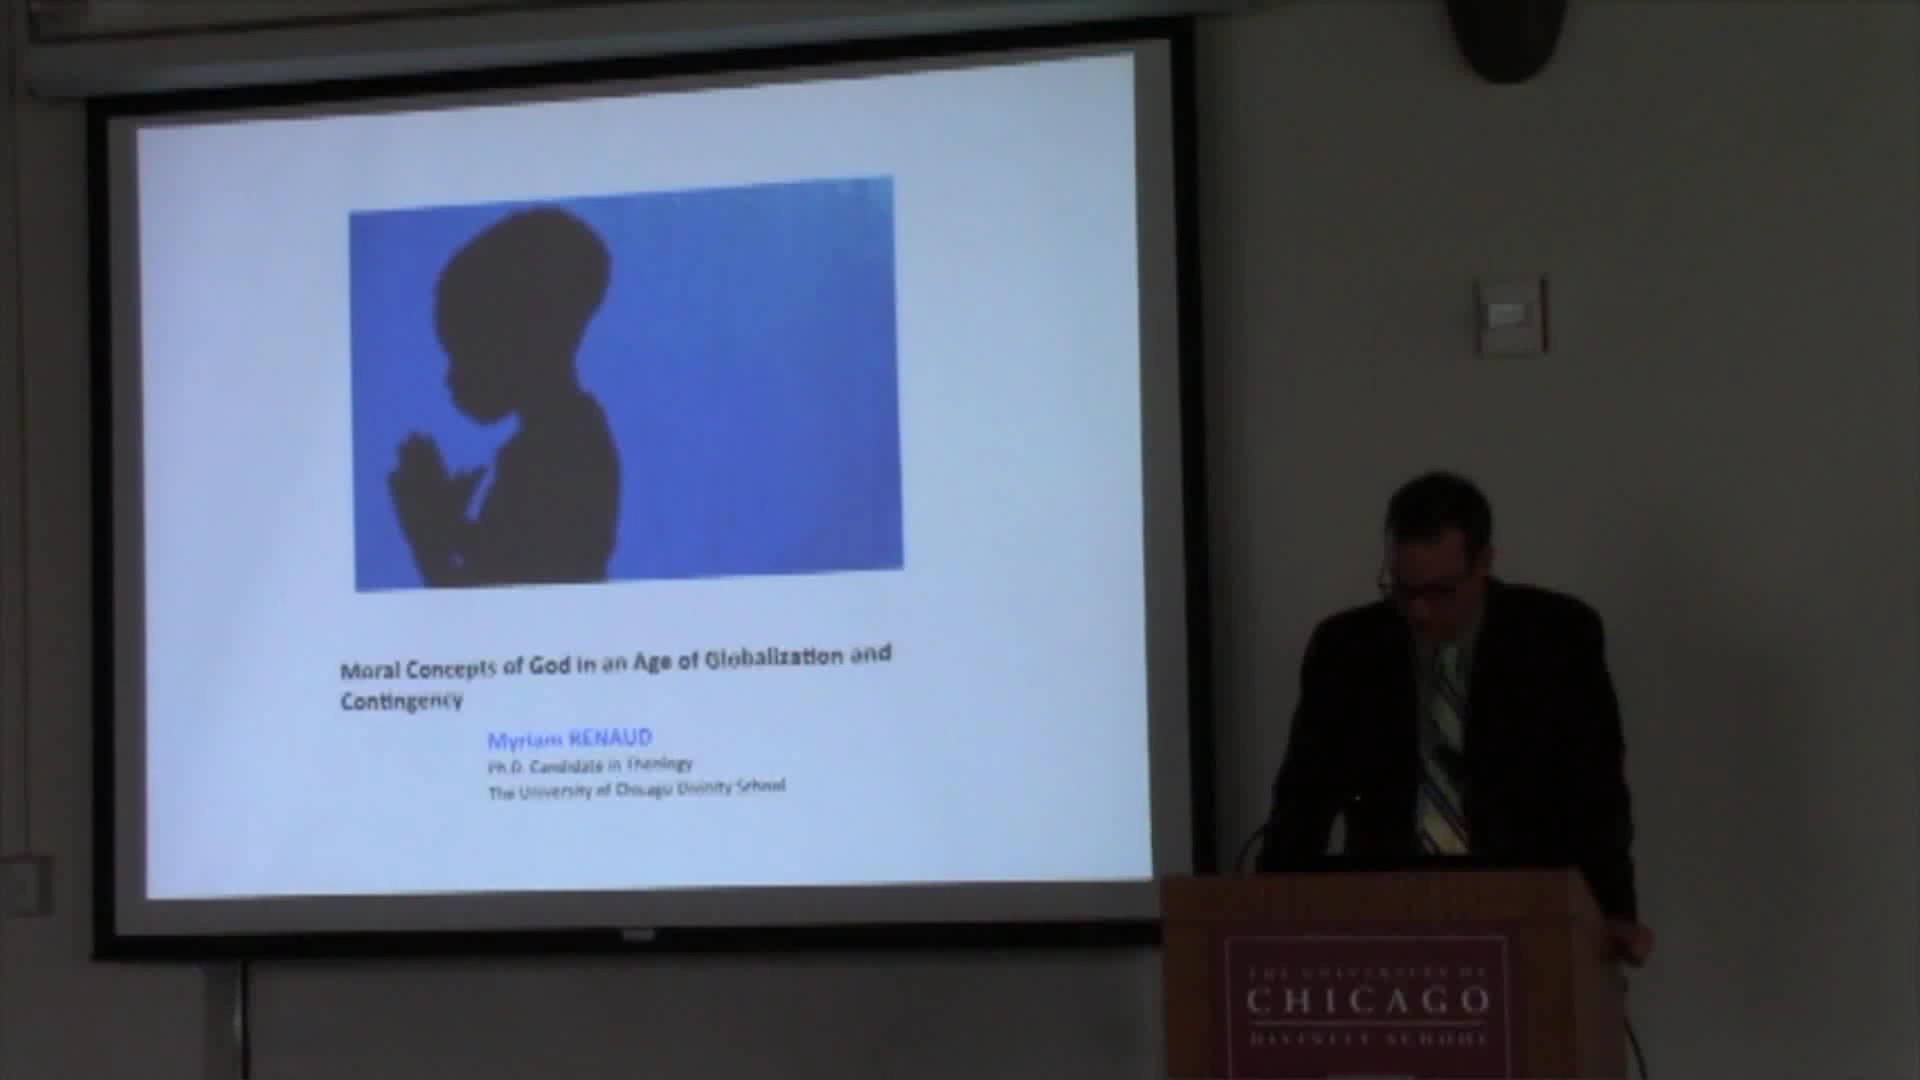 Moral Concepts of God in an Age of Globalization and
Contingency
Myriam RENAUD
Ph.D. Candidate in Theology
The University of Chicago Divinity School
THE UNIVERSITY OF
CHICAGO
DIVINITY SCHOOL